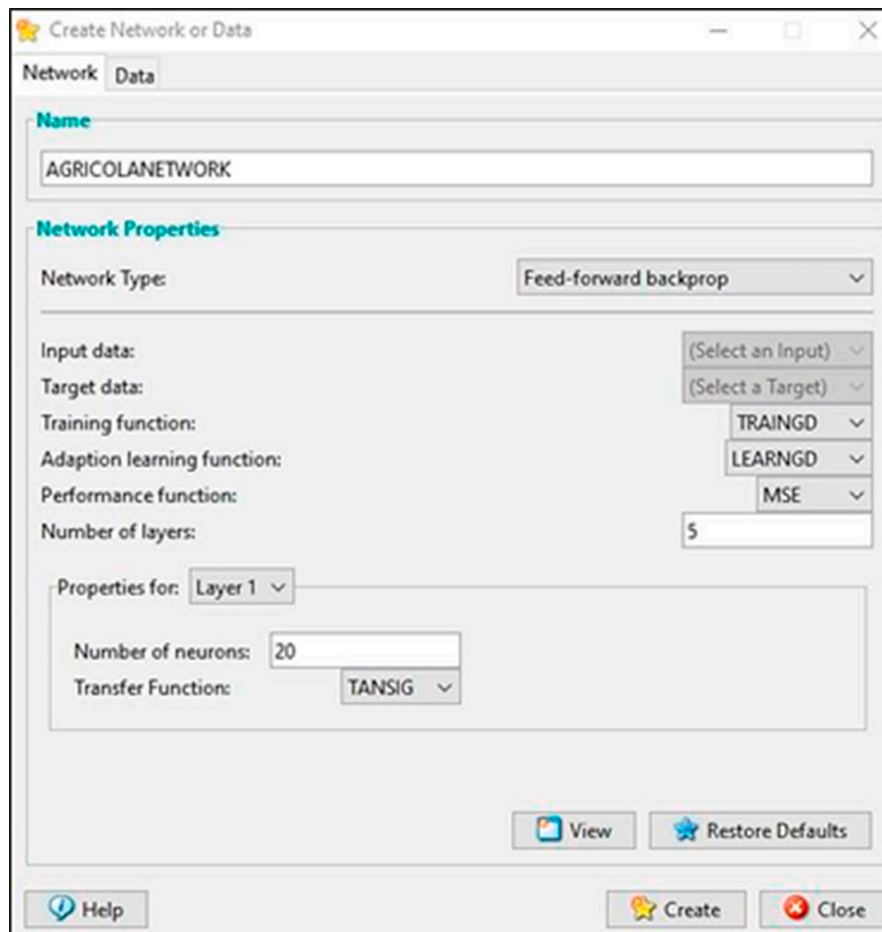 Create Network or Data
Network Data
Name
AGRICOLANETWORK
Network Properties
Network Type: Feed-forward backprop
Input data: (Select an Input)
Target data: (Select a Target)
Training function: TRAINGD
Adaption learning function: LEARNGD
Performance function: MSE
Number of layers: 5
Properties for: Layer 1
Number of neurons: 20
Transfer Function: TANSIG
View Restore Defaults
Help Create Close